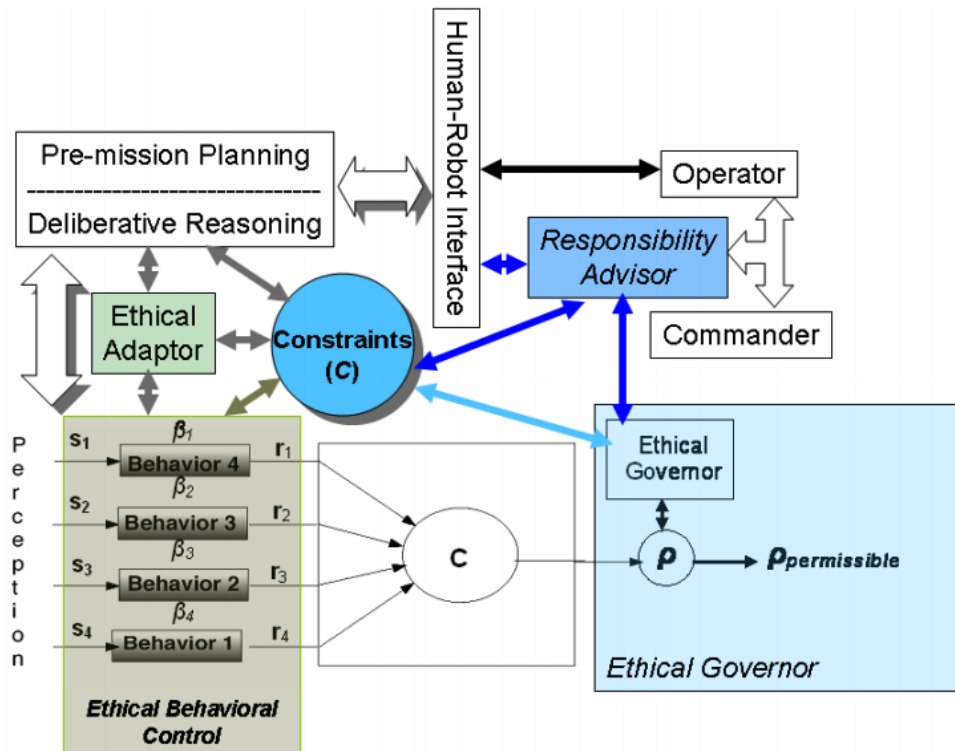 Human-Robot Interface
Pre-mission Planning
Deliberative Reasoning
Operator
Responsibility
Advisor
Commander
Ethical
Adaptor
Constraints
(C)
Perception
s1
β1
Behavior 4
r1
s2
β2
Behavior 3
r2
s3
β3
Behavior 2
r3
s4
β4
Behavior 1
r4
Ethical Behavioral
Control
C
Ethical
Governor
ρ
ρpermissible
Ethical Governor